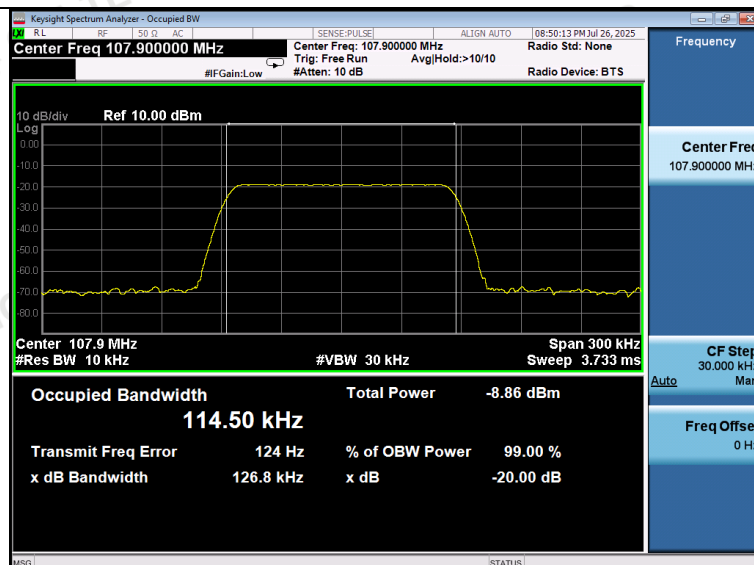 Keysight Spectrum Analyzer - Occupied BW
LXI RL RF 50 Ω AC SENSE:PULSE ALIGN AUTO 08:50:13 PM Jul 26, 2025
Center Freq 107.900000 MHz Center Freq: 107.900000 MHz Radio Std: None
Trig: Free Run Avg|Hold:>10/10
#IFGain:Low #Atten: 10 dB Radio Device: BTS
Frequency
10 dB/div Ref 10.00 dBm
Log
0.00
-10.0
-20.0
-30.0
-40.0
-50.0
-60.0
-70.0
-80.0
Center 107.9 MHz Span 300 kHz
#Res BW 10 kHz #VBW 30 kHz Sweep 3.733 ms
Occupied Bandwidth Total Power -8.86 dBm
114.50 kHz
Transmit Freq Error 124 Hz % of OBW Power 99.00 %
x dB Bandwidth 126.8 kHz x dB -20.00 dB
Center Freq
107.900000 MHz
CF Step
30.000 kHz
Auto Man
Freq Offset
0 Hz
MSG STATUS